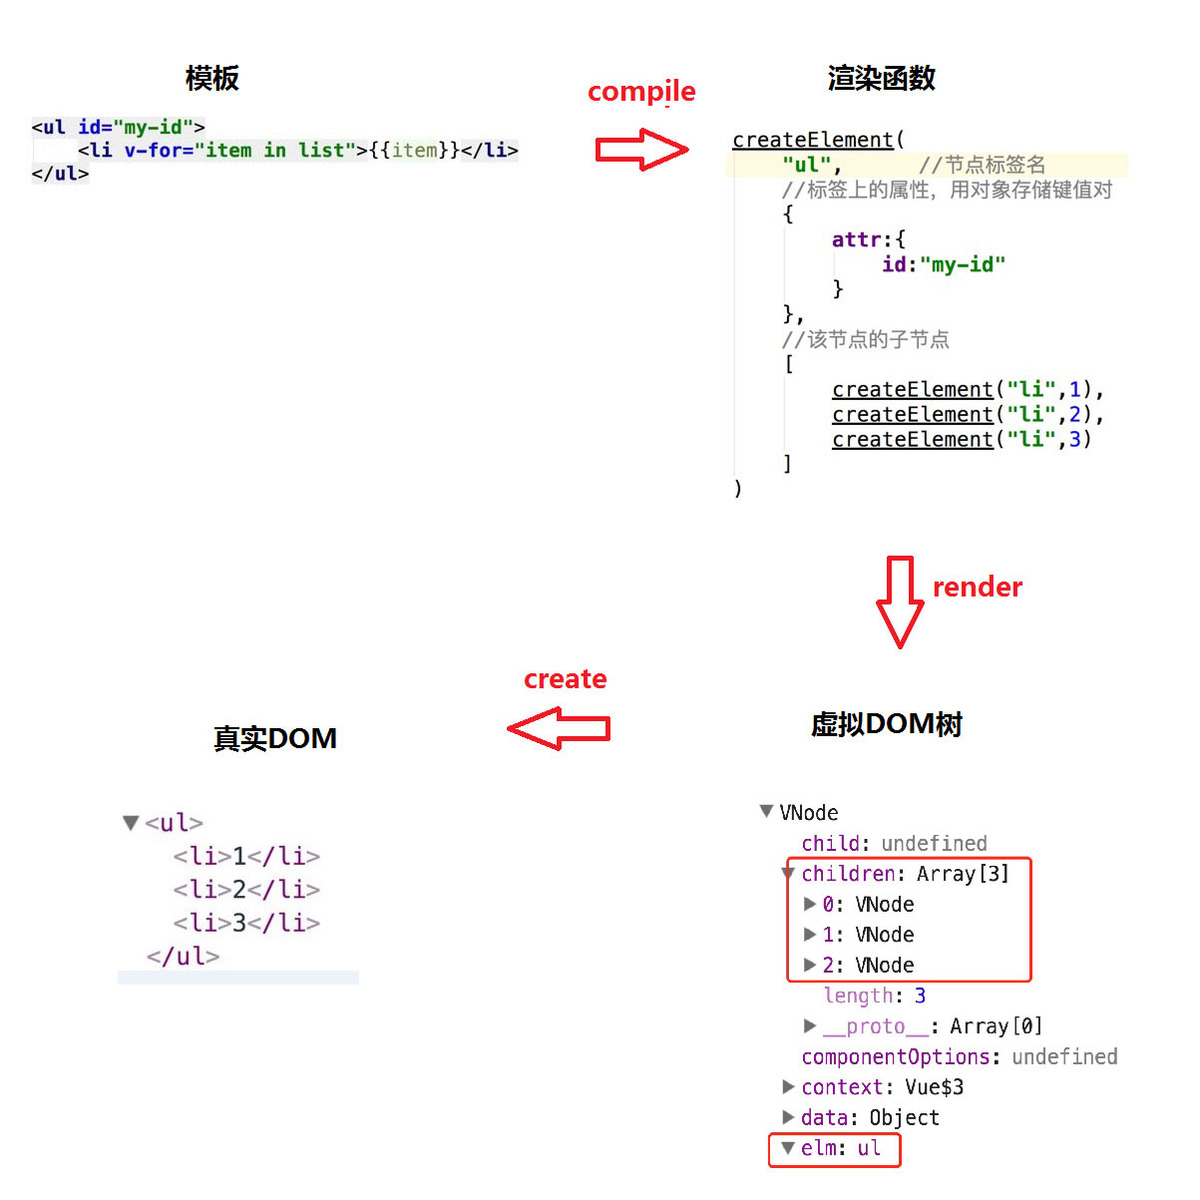 模板
<ul id="my-id">
<li v-for="item in list">{{item}}</li>
</ul>
compile
渲染函数
createElement(
"ul", //节点标签名
//标签上的属性，用对象存储键值对
{
attr:{
id:"my-id"
}
},
//该节点的子节点
[
createElement("li",1),
createElement("li",2),
createElement("li",3)
]
)
render
虚拟DOM树
VNode
child: undefined
children: Array[3]
0: VNode
1: VNode
2: VNode
length: 3
__proto__: Array[0]
componentOptions: undefined
context: Vue$3
data: Object
elm: ul
create
真实DOM
<ul>
<li>1</li>
<li>2</li>
<li>3</li>
</ul>